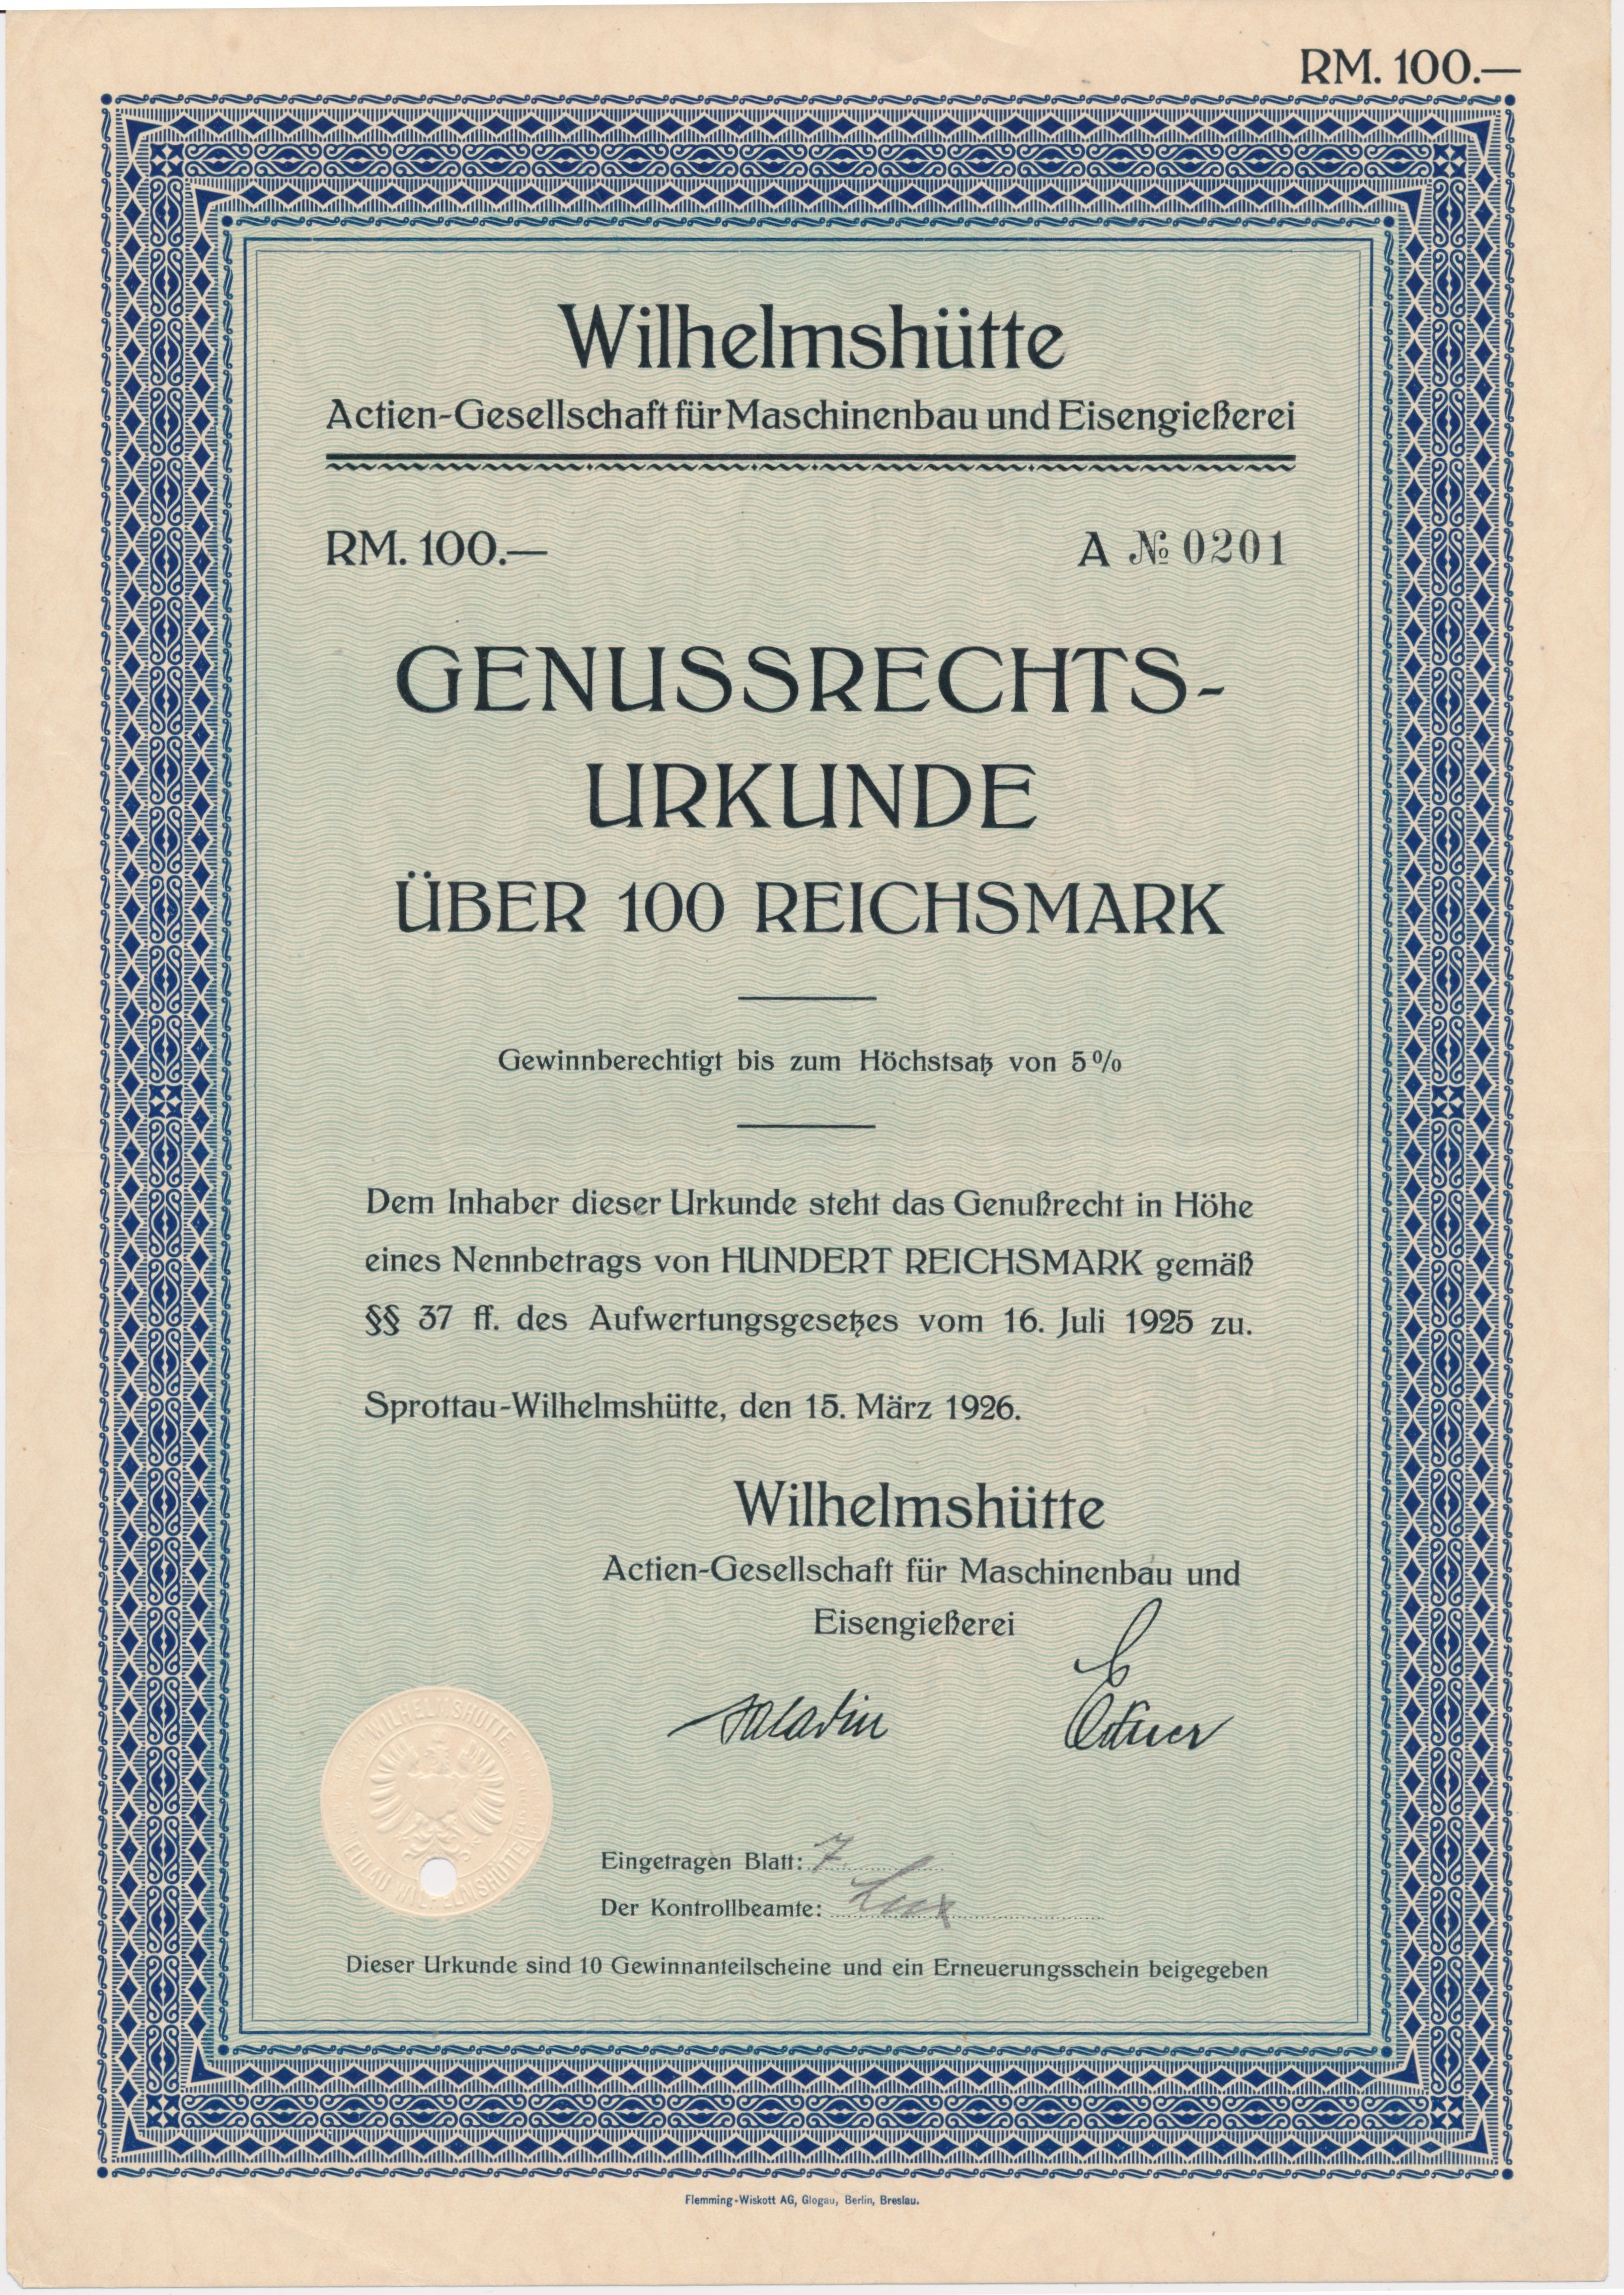 RM. 100.—
Wilhelmshütte
Actien-Gesellschaft für Maschinenbau und Eisengießerei
RM. 100.—
A № 0201
GENUSSRECHTS-
URKUNDE
ÜBER 100 REICHSMARK
Gewinnberechtigt bis zum Höchstsatz von 5%
Dem Inhaber dieser Urkunde steht das Genußrecht in Höhe
eines Nennbetrags von HUNDERT REICHSMARK gemäß
§§ 37 ff. des Aufwertungsgesetzes vom 16. Juli 1925 zu.
Sprottau-Wilhelmshütte, den 15. März 1926.
Wilhelmshütte
Actien-Gesellschaft für Maschinenbau und
Eisengießerei
Saladin
WILHELMSHÜTTE
EULAU WILHELMSHÜTTE
Eingetragen Blatt: 7
Der Kontrollbeamte: Lux
Dieser Urkunde sind 10 Gewinnanteilscheine und ein Erneuerungsschein beigegeben
Flemming-Wiskott AG, Glogau, Berlin, Breslau.